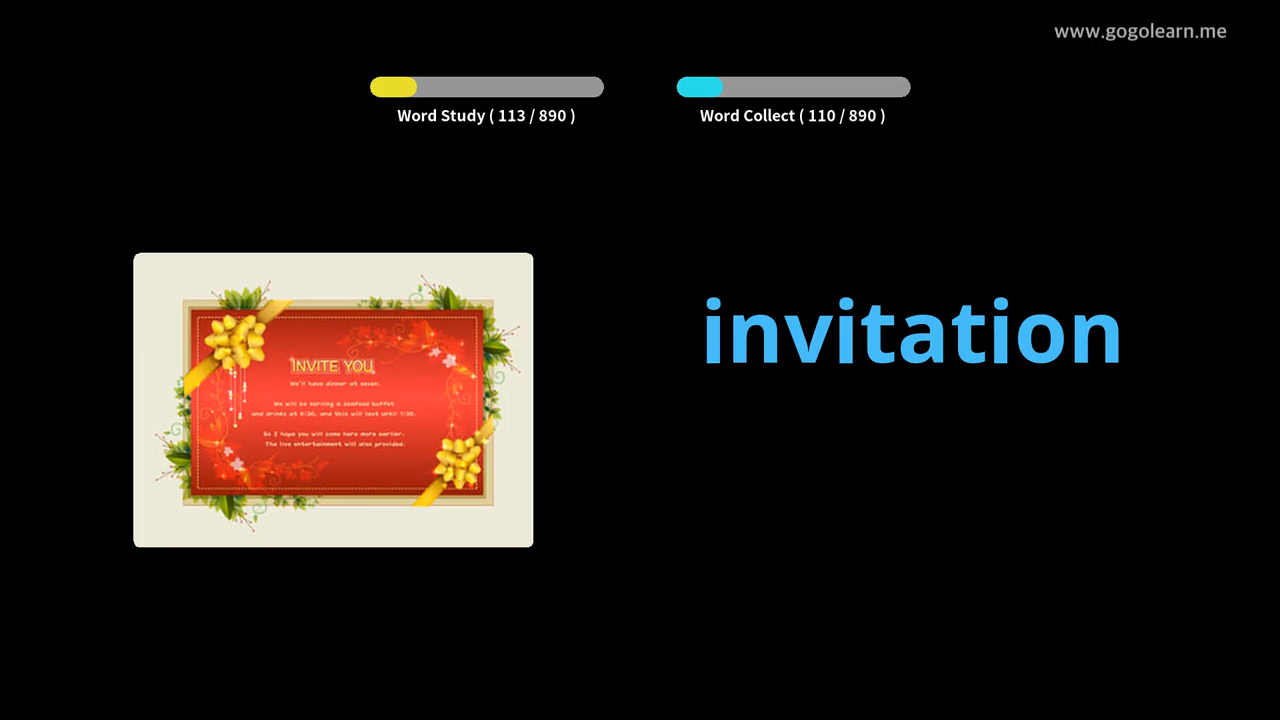 www.gogolearn.me
Word Study ( 113 / 890 )
Word Collect ( 110 / 890 )
INVITE YOU
We'll have dinner at seven.
We will be serving a seafood buffet
and drinks at 6:30, and this will last until 7:30.
So I hope you will come here more earlier.
The live entertainment will also provided.
invitation